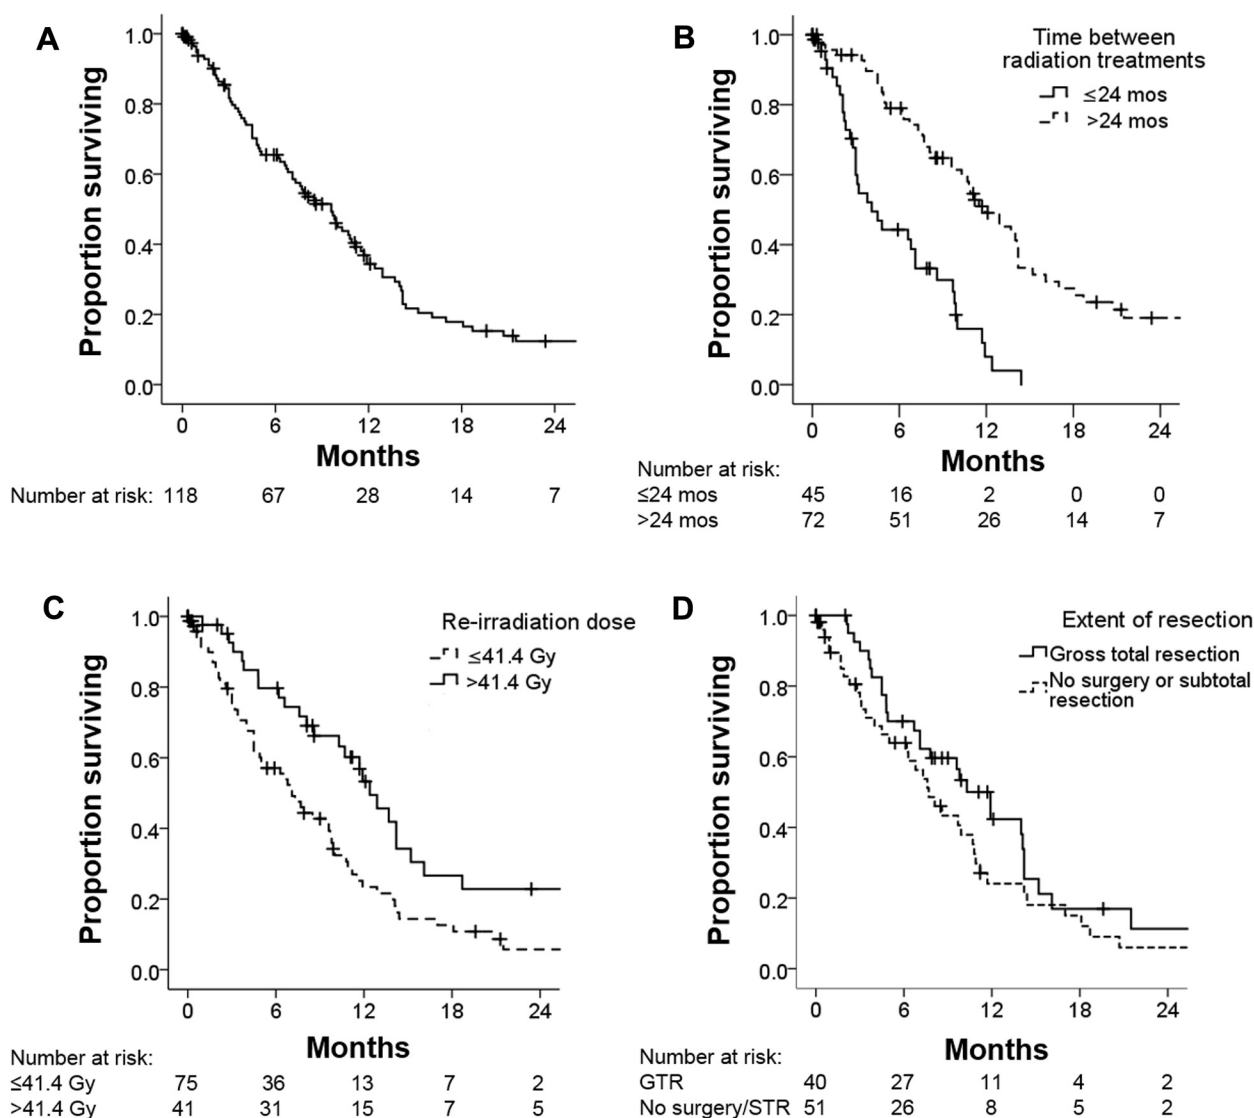 A
Proportion surviving
1.0
0.8
0.6
0.4
0.2
0.0
0 6 12 18 24
Months
Number at risk: 118 67 28 14 7
B
Proportion surviving
1.0
0.8
0.6
0.4
0.2
0.0
Time between
radiation treatments
≤24 mos
>24 mos
0 6 12 18 24
Months
Number at risk:
≤24 mos 45 16 2 0 0
>24 mos 72 51 26 14 7
C
Proportion surviving
1.0
0.8
0.6
0.4
0.2
0.0
Re-irradiation dose
≤41.4 Gy
>41.4 Gy
0 6 12 18 24
Months
Number at risk:
≤41.4 Gy 75 36 13 7 2
>41.4 Gy 41 31 15 7 5
D
Proportion surviving
1.0
0.8
0.6
0.4
0.2
0.0
Extent of resection
Gross total resection
No surgery or subtotal
resection
0 6 12 18 24
Months
Number at risk:
GTR 40 27 11 4 2
No surgery/STR 51 26 8 5 2